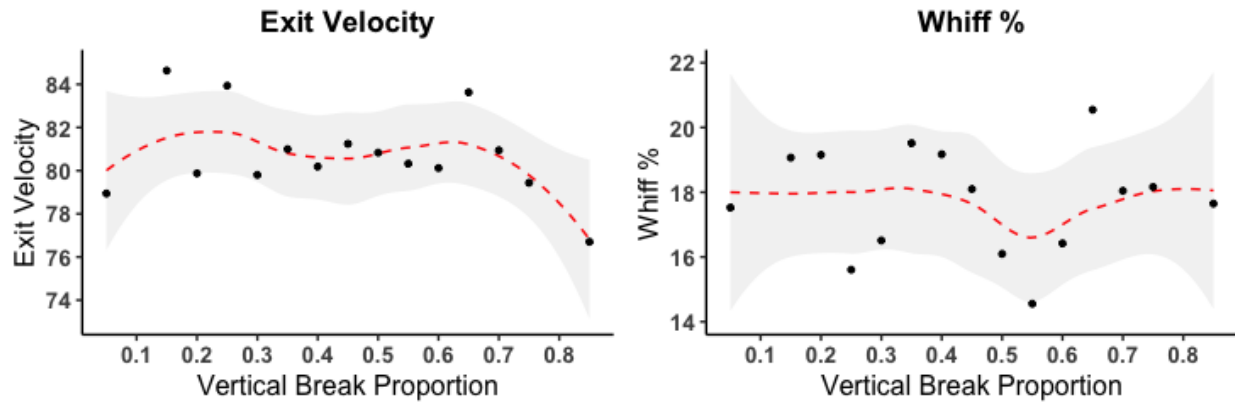 Exit Velocity
Exit Velocity
84
82
80
78
76
74
0.1 0.2 0.3 0.4 0.5 0.6 0.7 0.8
Vertical Break Proportion
Whiff %
Whiff %
22
20
18
16
14
0.1 0.2 0.3 0.4 0.5 0.6 0.7 0.8
Vertical Break Proportion